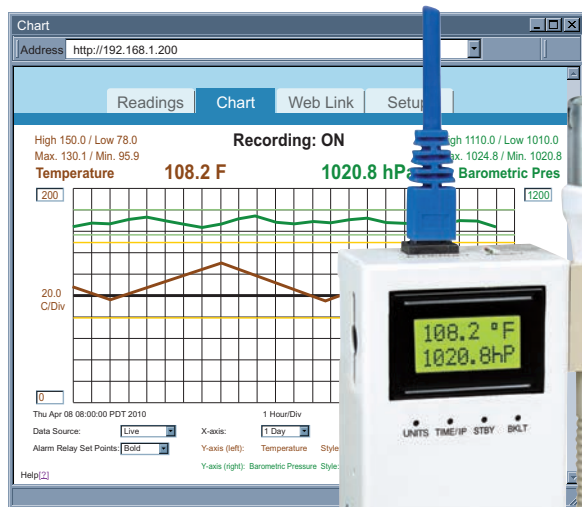 Chart
Address http://192.168.1.200
Readings Chart Web Link Setup
High 150.0 / Low 78.0 Recording: ON gh 1110.0 / Low 1010.0
Max. 130.1 / Min. 95.9 ax. 1024.8 / Min. 1020.8
Temperature 108.2 F 1020.8 hPa Barometric Pres
200 1200
20.0
C/Div
0
Thu Apr 08 08:00:00 PDT 2010 1 Hour/Div
Data Source: Live X-axis: 1 Day
Alarm Relay Set Points: Bold Y-axis (left): Temperature Style
Y-axis (right): Barometric Pressure Style:
Help[?]
108.2 °F
1020.8hP
UNITS TIME/IP STBY BKLT